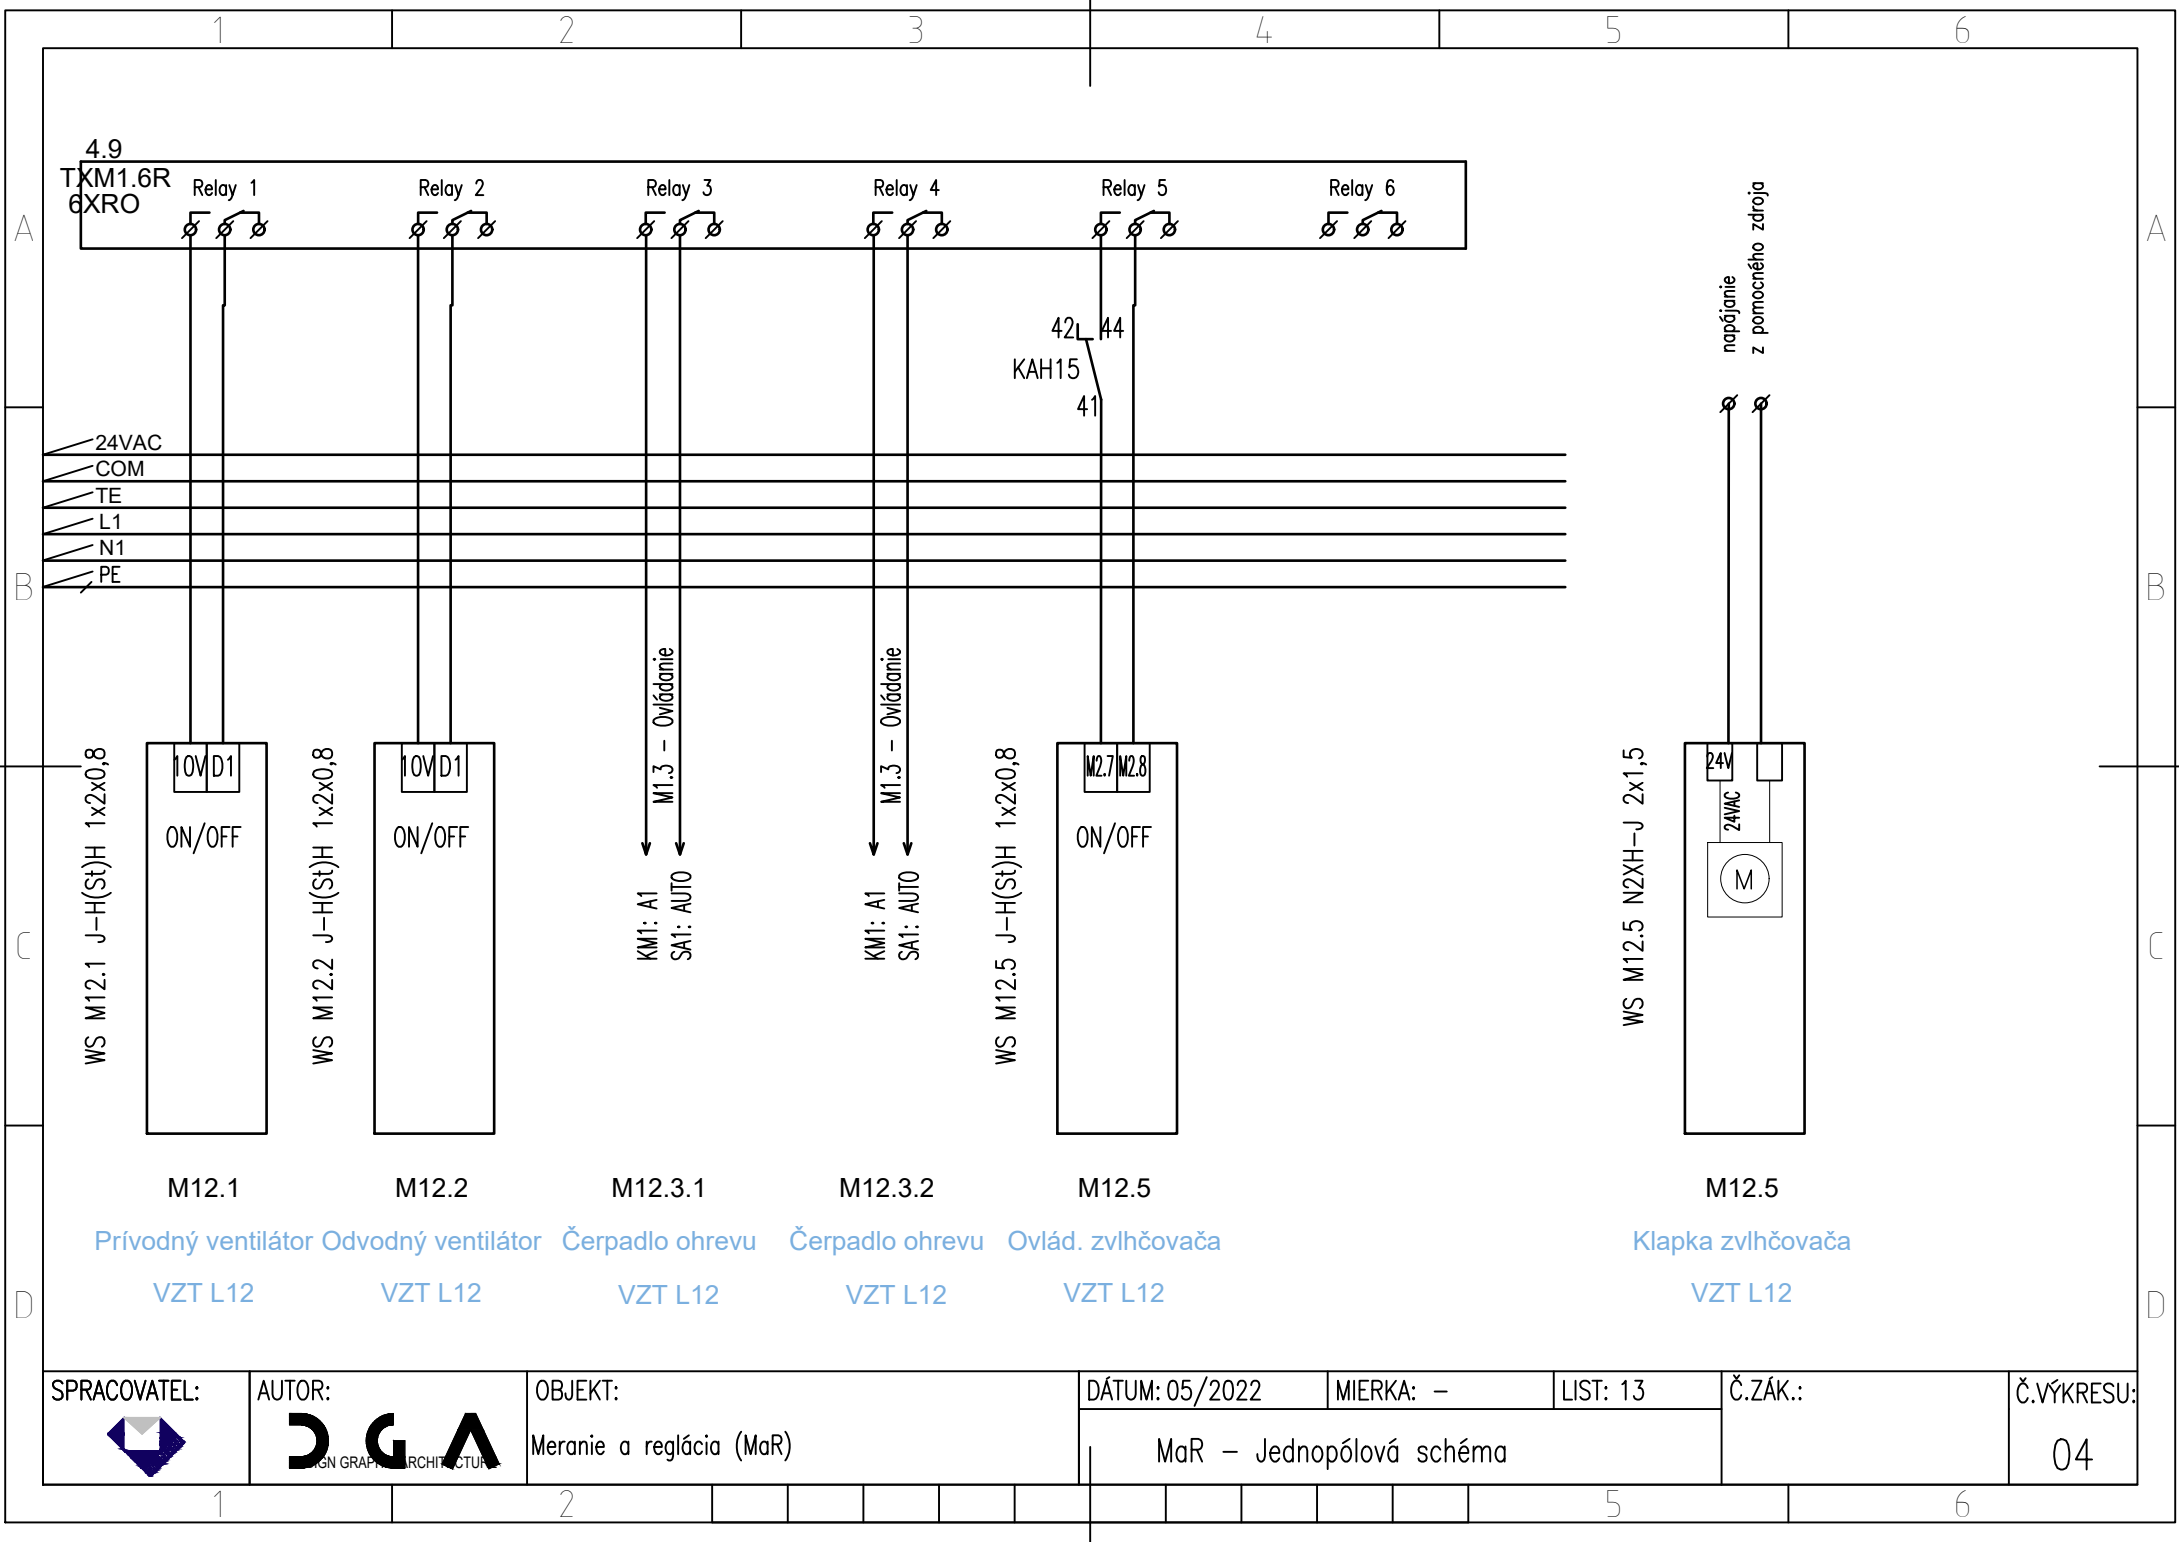 1 2 3 4 5 6
4.9
TXM1.6R
6XRO
Relay 1 Relay 2 Relay 3 Relay 4 Relay 5 Relay 6
A A
napájanie
z pomocného zdroja
42 44
KAH15
41
24VAC
COM
TE
L1
N1
PE
B B
M1.3 - Ovládanie
M1.3 - Ovládanie
WS M12.1 J-H(St)H 1x2x0,8
10V D1
ON/OFF
WS M12.2 J-H(St)H 1x2x0,8
10V D1
ON/OFF
KM1: A1
SA1: AUTO
KM1: A1
SA1: AUTO
WS M12.5 J-H(St)H 1x2x0,8
M2.7 M2.8
ON/OFF
WS M12.5 N2XH-J 2x1,5
24V
24VAC
M
C C
M12.1 M12.2 M12.3.1 M12.3.2 M12.5 M12.5
Prívodný ventilátor Odvodný ventilátor Čerpadlo ohrevu Čerpadlo ohrevu Ovlád. zvlhčovača Klapka zvlhčovača
VZT L12 VZT L12 VZT L12 VZT L12 VZT L12 VZT L12
D D
SPRACOVATEL: AUTOR: OBJEKT: DÁTUM: 05/2022 MIERKA: - LIST: 13 Č.ZÁK.: Č.VÝKRESU:
DGA
Meranie a reglácia (MaR)
MaR - Jednopólová schéma
04
1 2 5 6